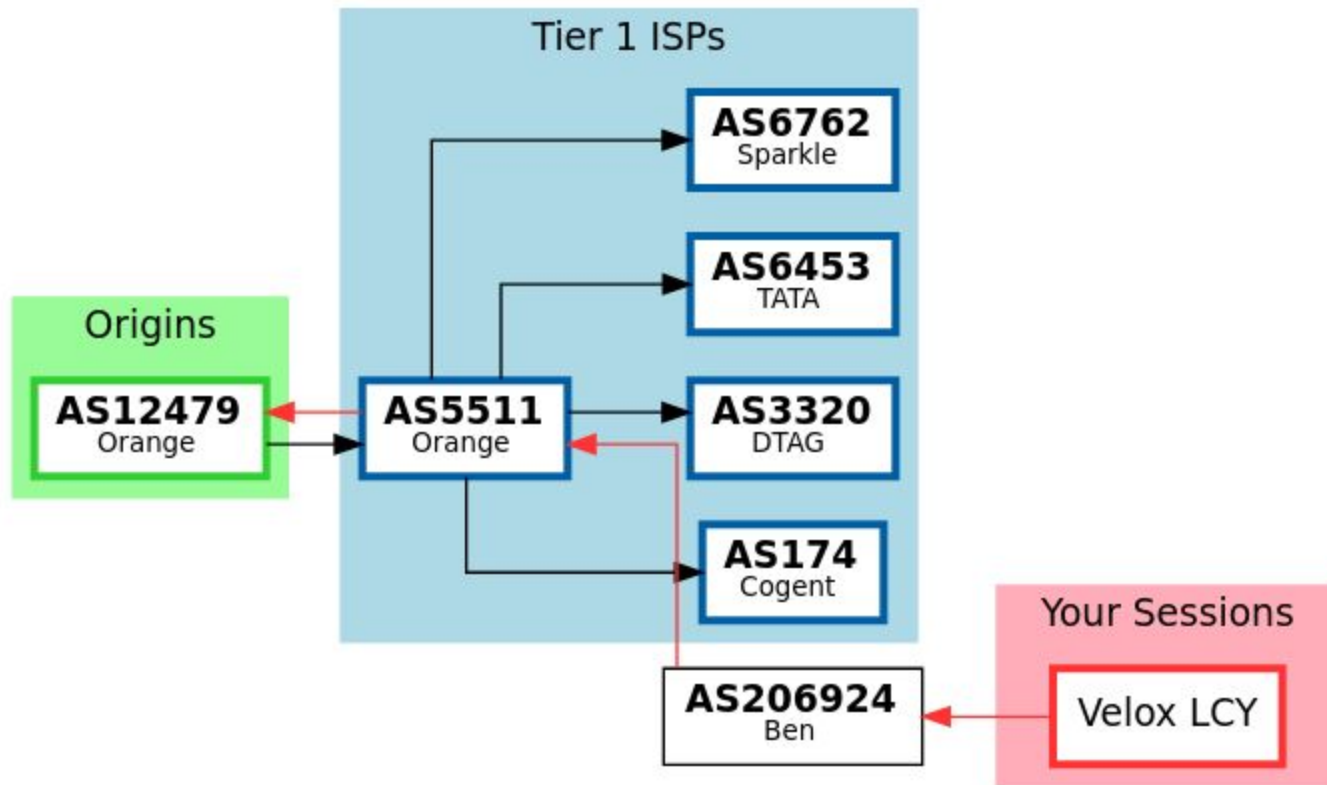 Tier 1 ISPs
AS6762
Sparkle
AS6453
TATA
Origins
AS12479
Orange
AS5511
Orange
AS3320
DTAG
AS174
Cogent
Your Sessions
AS206924
Ben
Velox LCY